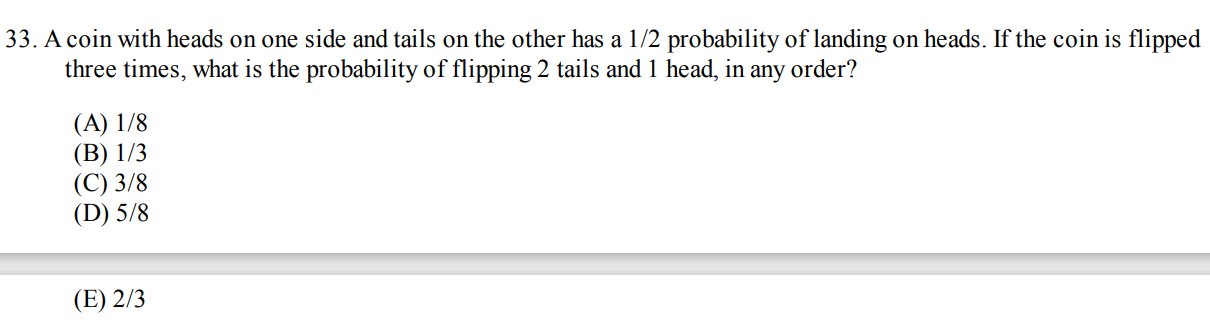 33. A coin with heads on one side and tails on the other has a 1/2 probability of landing on heads. If the coin is flipped
three times, what is the probability of flipping 2 tails and 1 head, in any order?
(A) 1/8
(B) 1/3
(C) 3/8
(D) 5/8
(E) 2/3